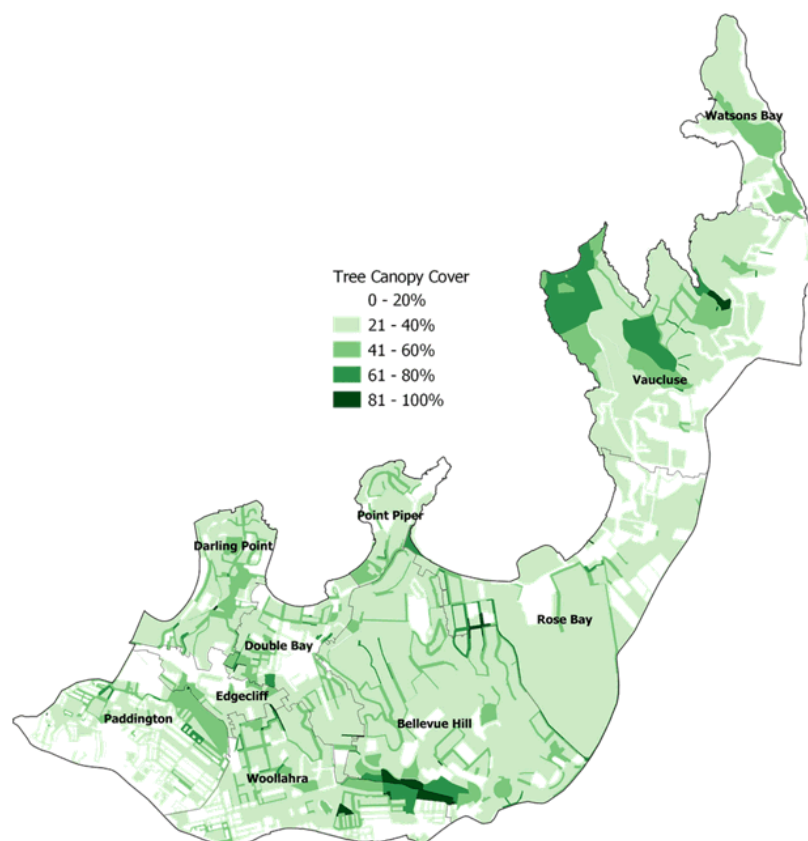 Watsons Bay
Tree Canopy Cover
0 - 20%
21 - 40%
41 - 60%
61 - 80%
81 - 100%
Vaucluse
Point Piper
Darling Point
Rose Bay
Double Bay
Edgecliff
Paddington
Bellevue Hill
Woollahra